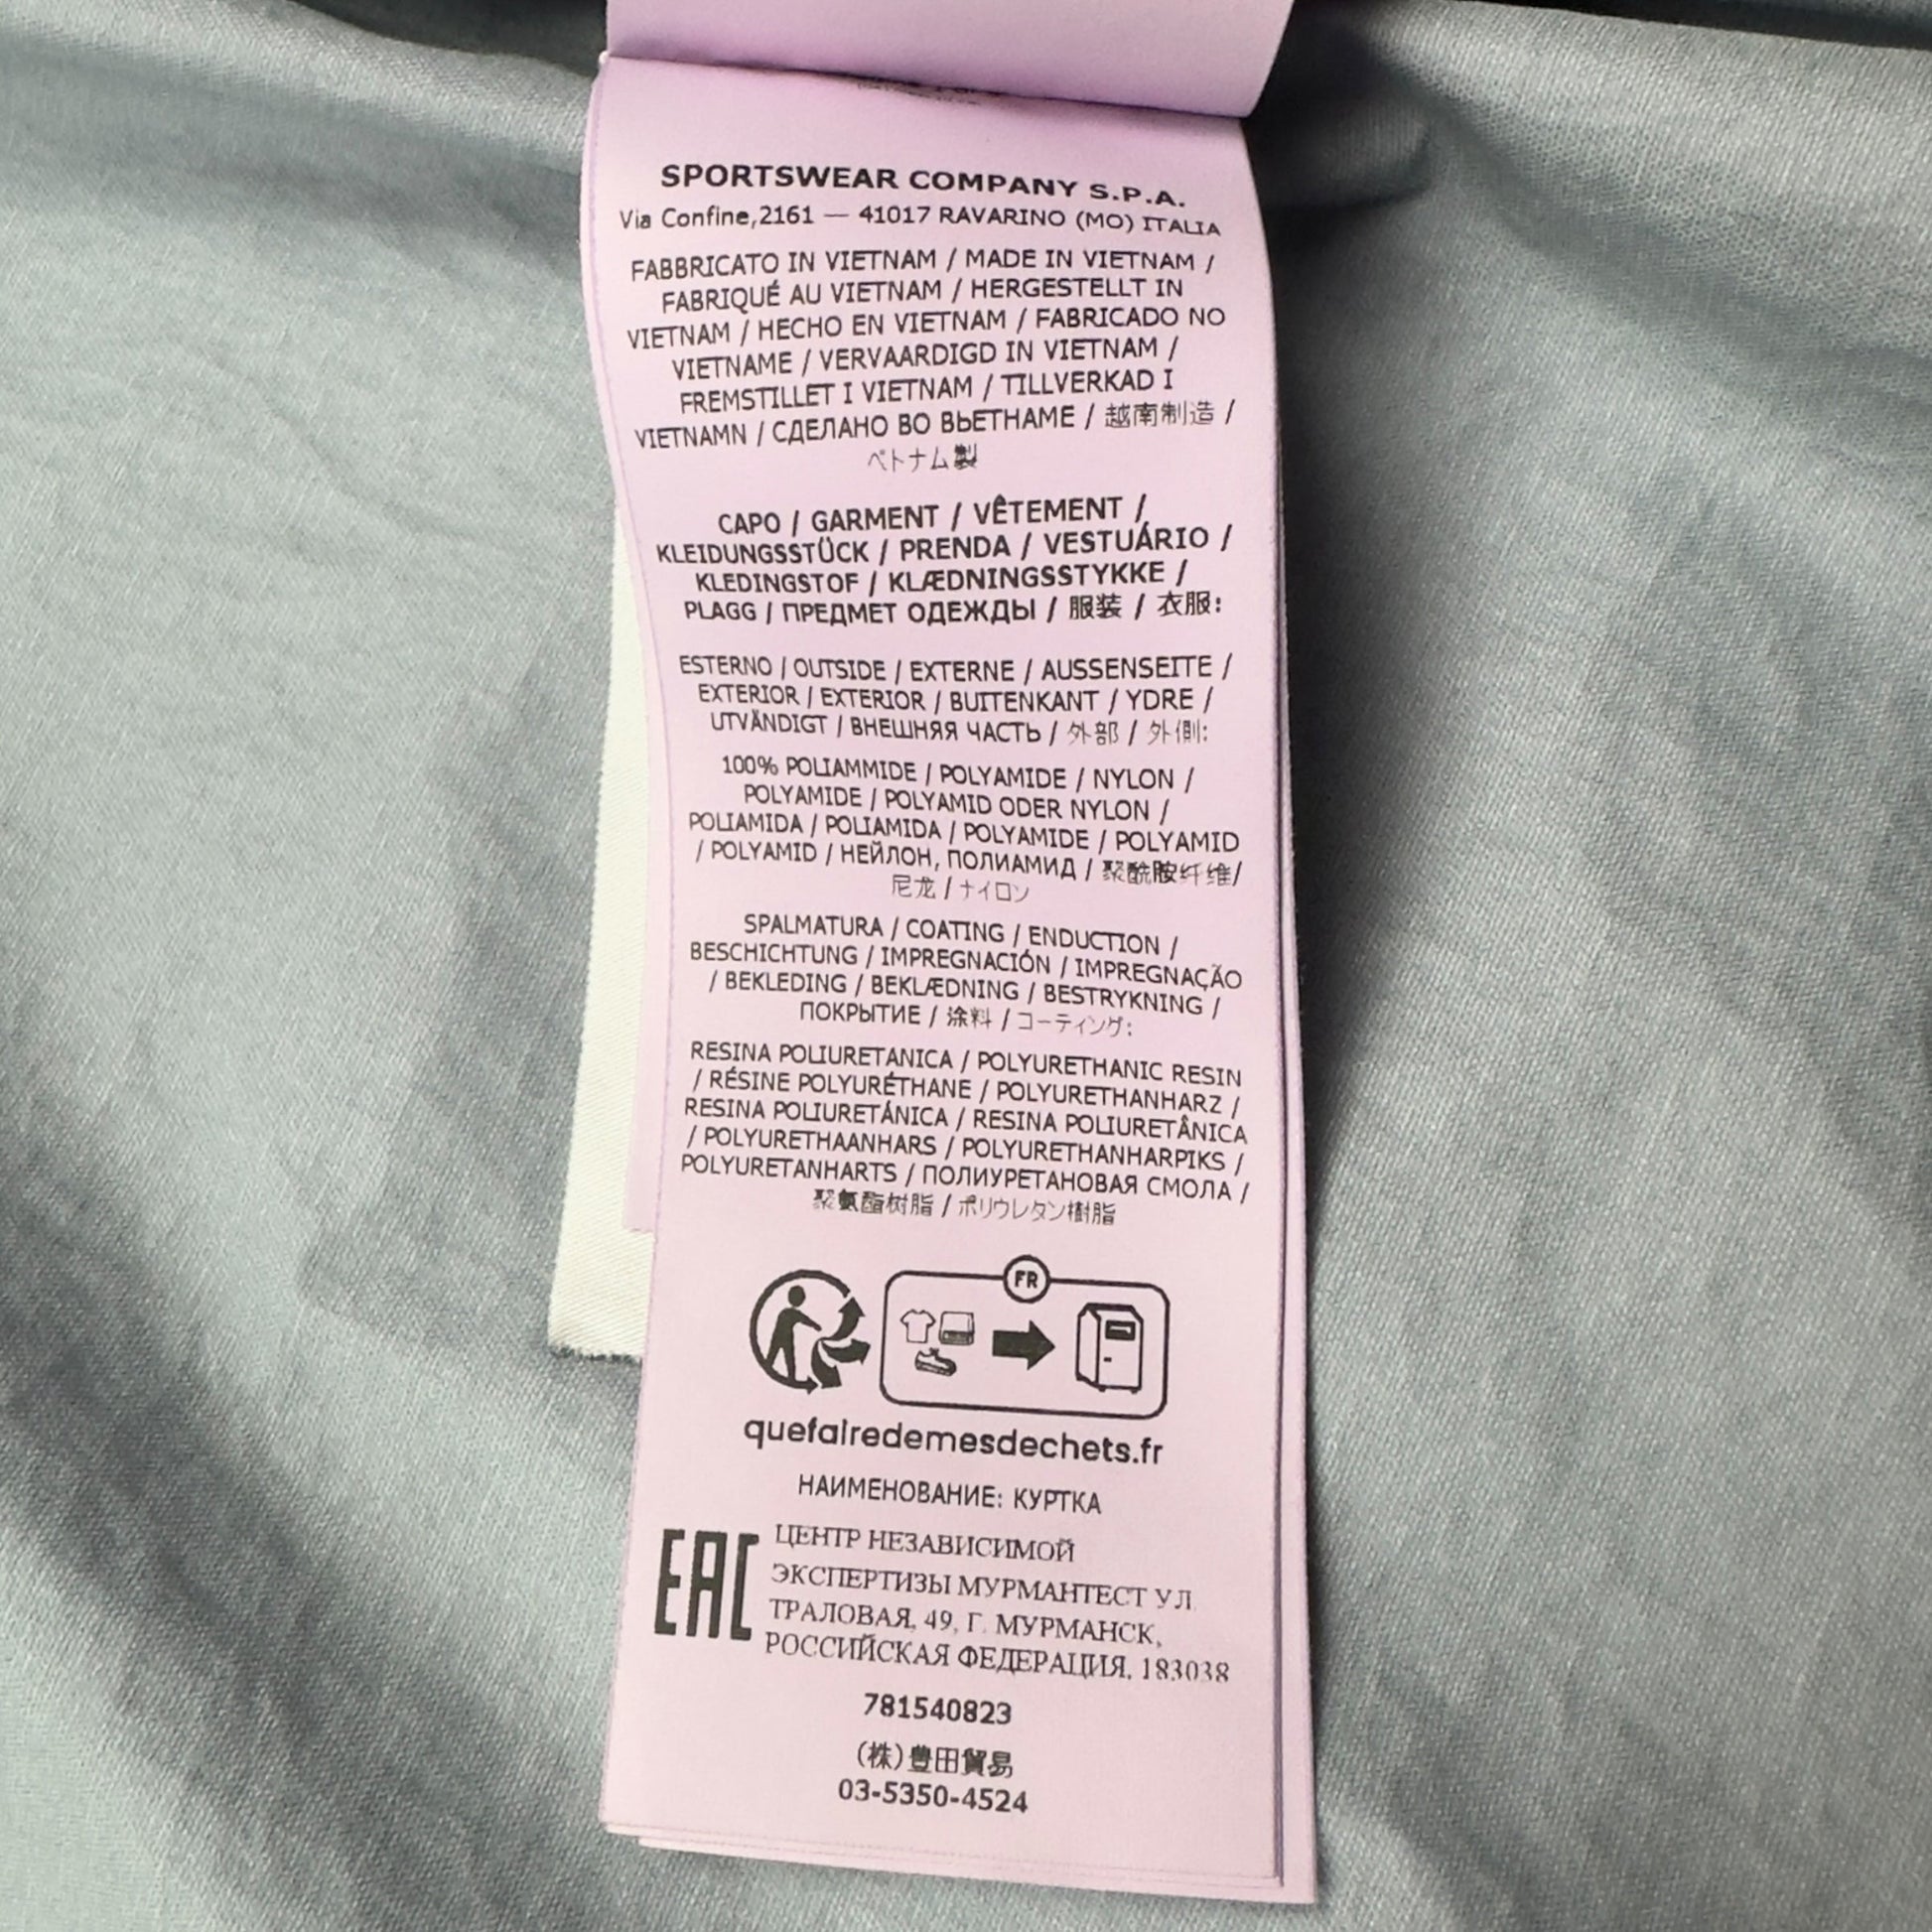 SPORTSWEAR COMPANY S.P.A.
Via Confine,2161 — 41017 RAVARINO (MO) ITALIA
FABBRICATO IN VIETNAM / MADE IN VIETNAM /
FABRIQUÉ AU VIETNAM / HERGESTELLT IN
VIETNAM / HECHO EN VIETNAM / FABRICADO NO
VIETNAME / VERVAARDIGD IN VIETNAM /
FREMSTILLET I VIETNAM / TILLVERKAD I
VIETNAMN / СДЕЛАНО ВО ВЬЕТНАМЕ / 越南制造 /
ベトナム製
CAPO / GARMENT / VÊTEMENT /
KLEIDUNGSSTÜCK / PRENDA / VESTUÁRIO /
KLEDINGSTOF / KLÆDNINGSSTYKKE /
PLAGG / ПРЕДМЕТ ОДЕЖДЫ / 服装 / 衣服:
ESTERNO / OUTSIDE / EXTERNE / AUSSENSEITE /
EXTERIOR / EXTERIOR / BUITENKANT / YDRE /
UTVÄNDIGT / ВНЕШНЯЯ ЧАСТЬ / 外部 / 外側:
100% POLIAMMIDE / POLYAMIDE / NYLON /
POLYAMIDE / POLYAMID ODER NYLON /
POLIAMIDA / POLIAMIDA / POLYAMIDE / POLYAMID
/ POLYAMID / НЕЙЛОН, ПОЛИАМИД / 聚酰胺纤维/
尼龙 / ナイロン
SPALMATURA / COATING / ENDUCTION /
BESCHICHTUNG / IMPREGNACIÓN / IMPREGNAÇÃO
/ BEKLEDING / BEKLÆDNING / BESTRYKNING /
ПОКРЫТИЕ / 涂料 / コーティング:
RESINA POLIURETANICA / POLYURETHANIC RESIN
/ RÉSINE POLYURÉTHANE / POLYURETHANHARZ /
RESINA POLIURETÁNICA / RESINA POLIURETÂNICA
/ POLYURETHAANHARS / POLYURETHANHARPIKS /
POLYURETANHARTS / ПОЛИУРЕТАНОВАЯ СМОЛА /
聚氨酯树脂 / ポリウレタン樹脂
FR
quefairedemesdechets.fr
НАИМЕНОВАНИЕ: КУРТКА
EAC
ЦЕНТР НЕЗАВИСИМОЙ
ЭКСПЕРТИЗЫ МУРМАНТЕСТ УЛ.
ТРАЛОВАЯ, 49, Г. МУРМАНСК,
РОССИЙСКАЯ ФЕДЕРАЦИЯ, 183038
781540823
(株)豊田貿易
03-5350-4524